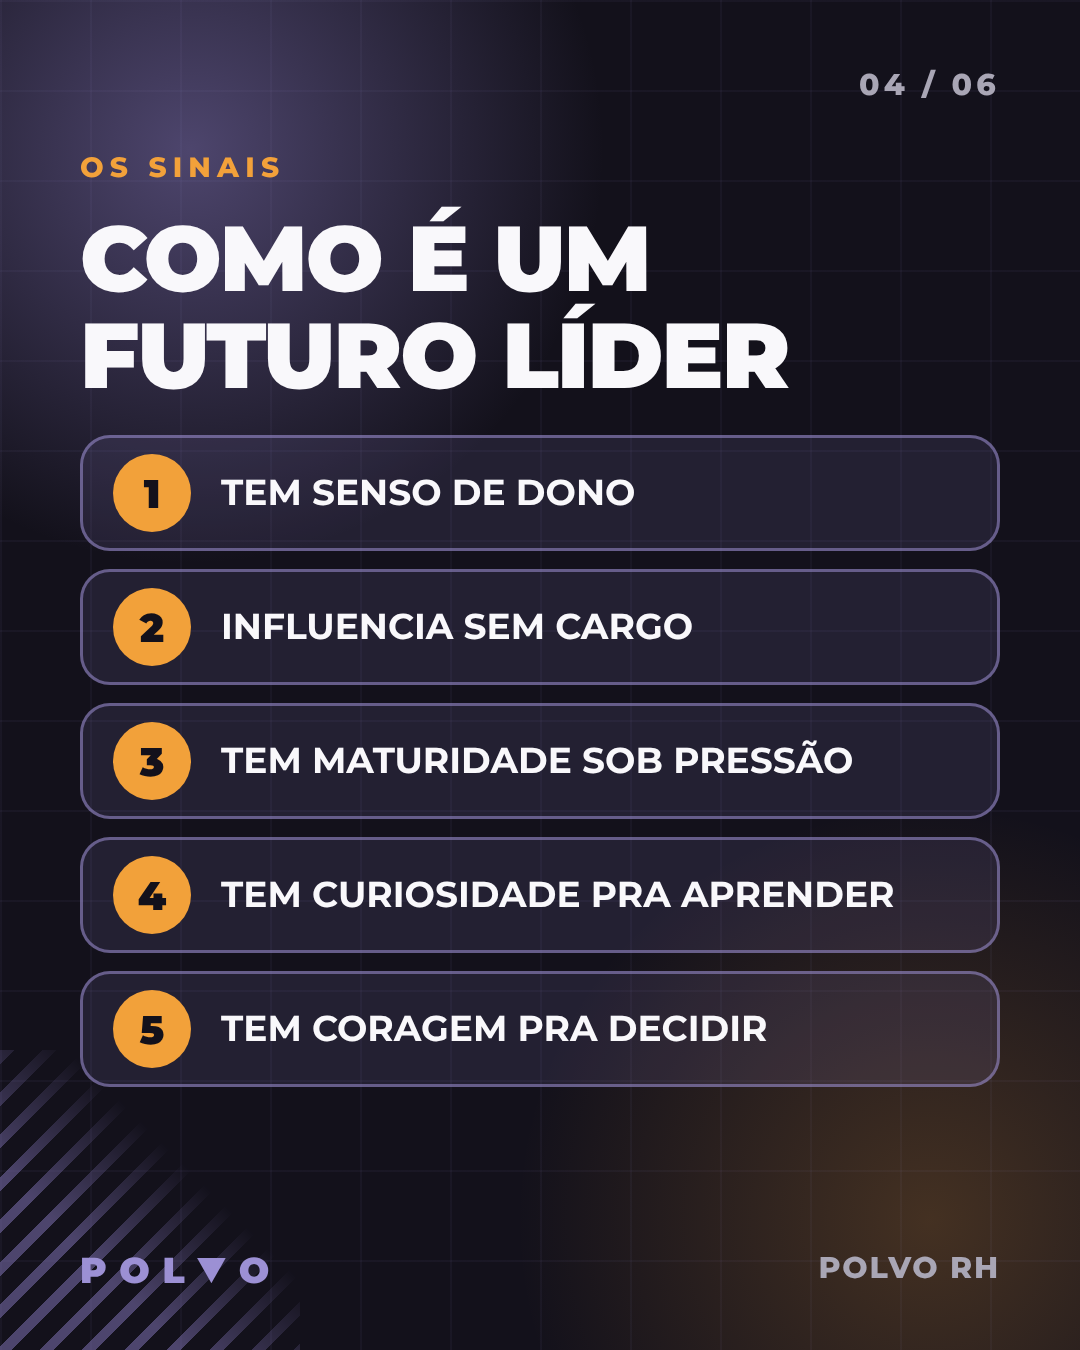 04 / 06
OS SINAIS
COMO É UM
FUTURO LÍDER
1 TEM SENSO DE DONO
2 INFLUENCIA SEM CARGO
3 TEM MATURIDADE SOB PRESSÃO
4 TEM CURIOSIDADE PRA APRENDER
5 TEM CORAGEM PRA DECIDIR
POLVO
POLVO RH